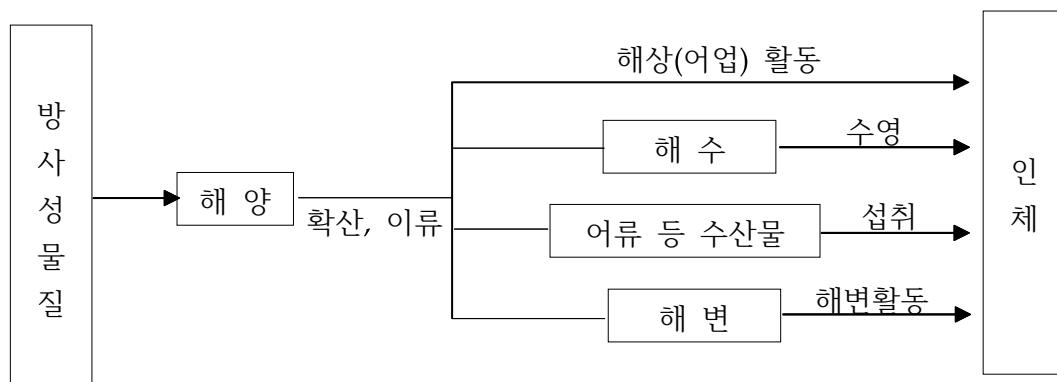 방사성물질
해 양
확산, 이류
해상(어업) 활동
해 수
수영
어류 등 수산물
섭취
해 변
해변활동
인체